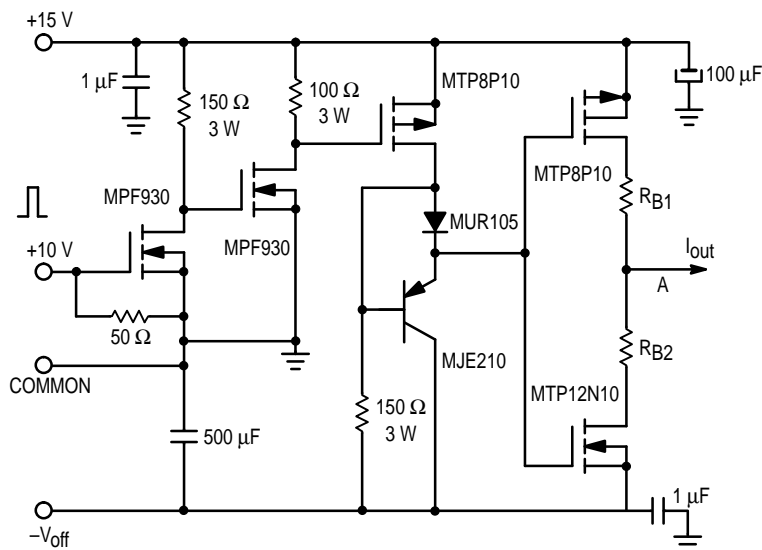 +15 V
1 μF
150 Ω
3 W
100 Ω
3 W
MTP8P10
100 μF
MPF930
MPF930
MTP8P10
R_B1
MUR105
+10 V
I_out
A
50 Ω
COMMON
MJE210
R_B2
MTP12N10
150 Ω
3 W
500 μF
1 μF
–V_off